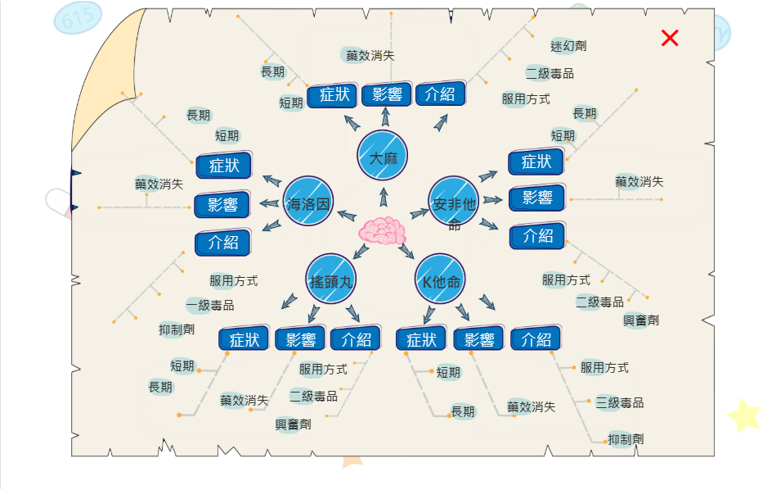 615
迷幻劑
藥效消失
長期
二級毒品
症狀
影響
介紹
短期
服用方式
長期
長期
短期
短期
大麻
症狀
症狀
藥效消失
藥效消失
影響
海洛因
安非他命
影響
介紹
介紹
服用方式
搖頭丸
K他命
服用方式
一級毒品
二級毒品
抑制劑
興奮劑
症狀
影響
介紹
症狀
影響
介紹
短期
服用方式
短期
服用方式
長期
藥效消失
二級毒品
長期
藥效消失
三級毒品
興奮劑
抑制劑